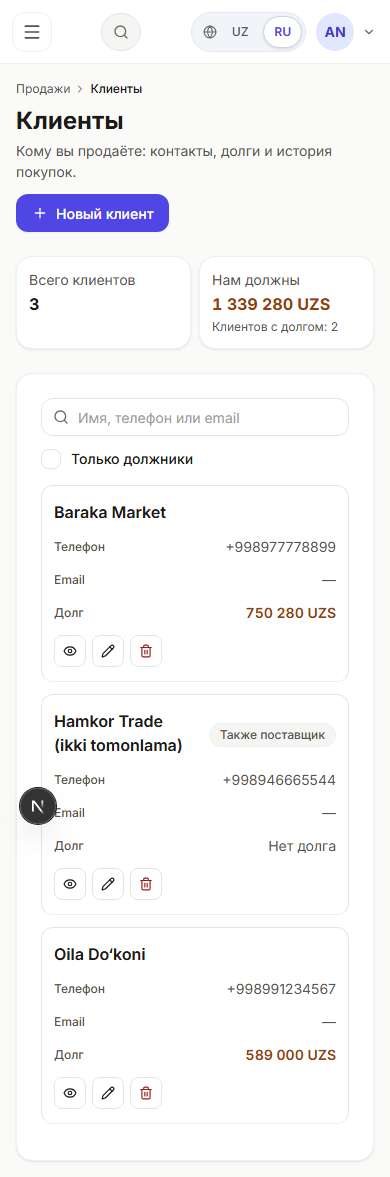 UZ
RU
AN
Продажи > Клиенты
Клиенты
Кому вы продаёте: контакты, долги и история
покупок.
+ Новый клиент
Всего клиентов
3
Нам должны
1 339 280 UZS
Клиентов с долгом: 2
Имя, телефон или email
Только должники
Baraka Market
Телефон
+998977778899
Email
—
Долг
750 280 UZS
Hamkor Trade
(ikki tomonlama)
Также поставщик
Телефон
+998946665544
N
Email
—
Долг
Нет долга
Oila Do‘koni
Телефон
+998991234567
Email
—
Долг
589 000 UZS